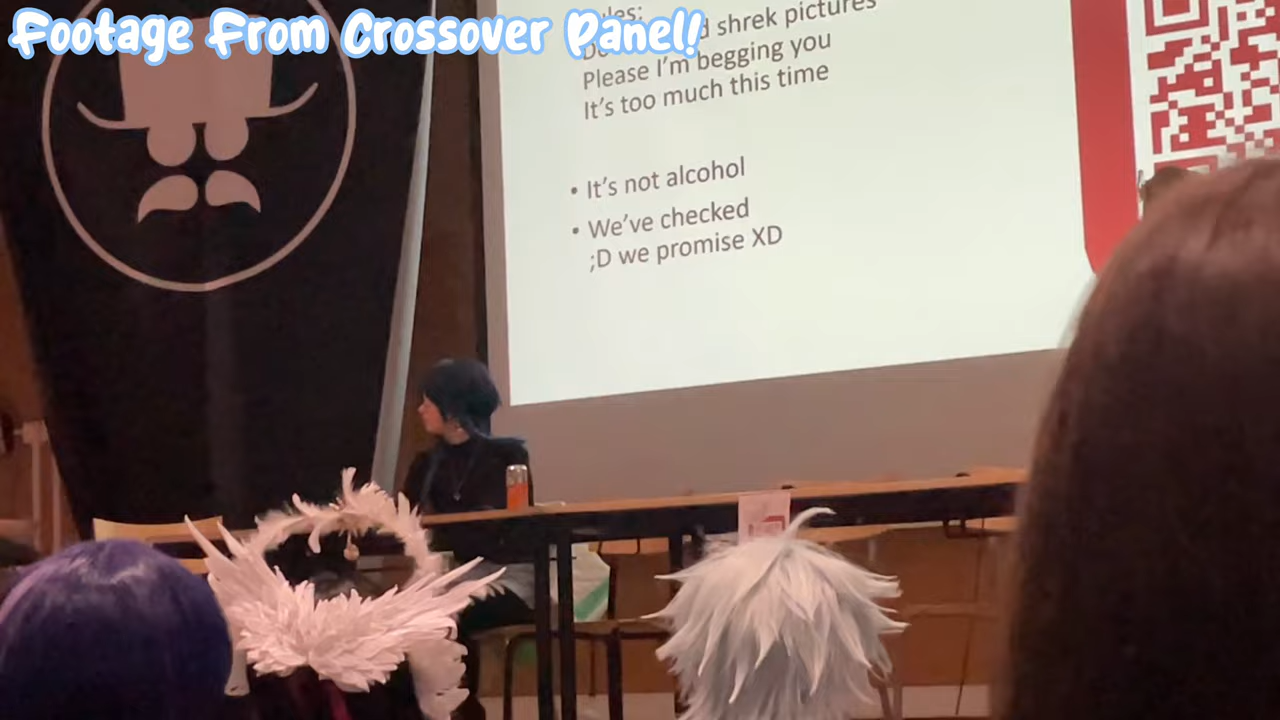 Footage From Crossover Panel!
shrek pictures
Please I'm begging you
It's too much this time
• It's not alcohol
• We've checked
;D we promise XD